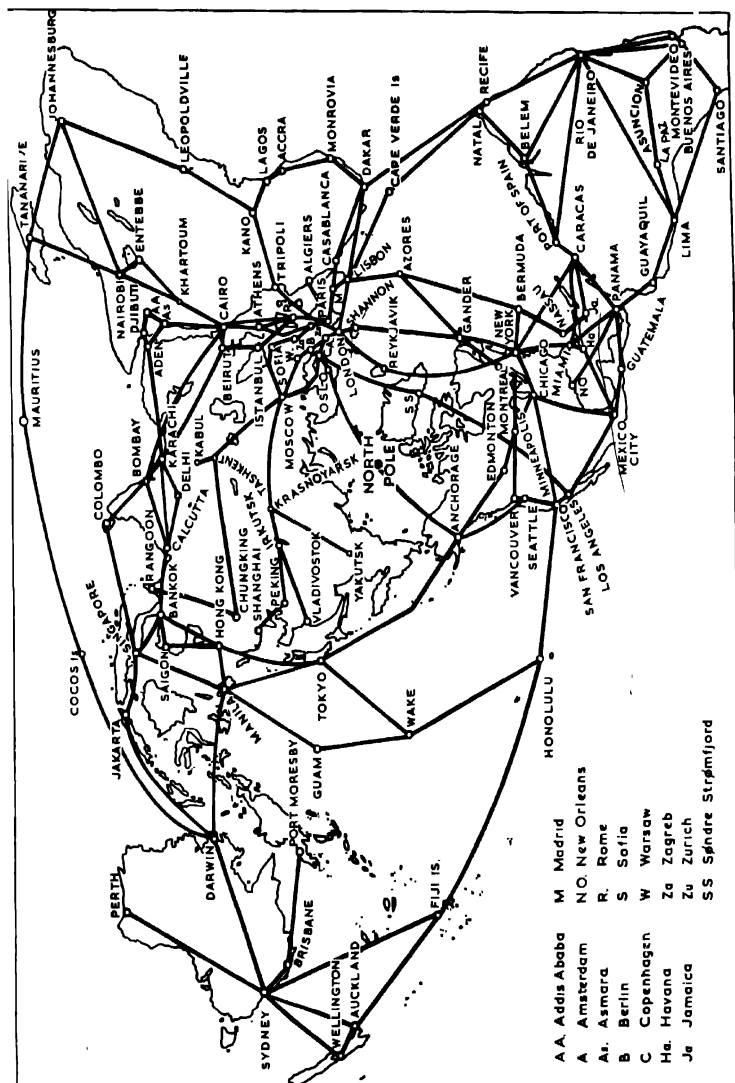 JOHANNESBURG
TANANARIVE
MAURITIUS
COCOS IS
LEOPOLDVILLE
ENTEBBE
NAIROBI
KHARTOUM
LAGOS
ACCRA
MONROVIA
DAKAR
CAPE VERDE IS
KANO
TRIPOLI
ALGIERS
CASABLANCA
LISBON
AZORES
DJIBUTI
AA
As
ADEN
CAIRO
ATHENS
BEIRUT
ISTANBUL
SOFIA
R
PARIS
M
SHANNON
LONDON
W
B
C
A
OSLO
MOSCOW
REYKJAVIK
GANDER
SS
NORTH
POLE
COLOMBO
BOMBAY
KARACHI
DELHI
KABUL
TASHKENT
CALCUTTA
RANGOON
BANKOK
KRASNOYARSK
IRKUTSK
CHUNGKING
SHANGHAI
PEKING
VLADIVOSTOK
YAKUTSK
HONG KONG
SINGAPORE
SAIGON
JAKARTA
MANILA
TOKYO
WAKE
GUAM
PORT MORESBY
DARWIN
PERTH
BRISBANE
SYDNEY
WELLINGTON
AUCKLAND
FIJI IS.
HONOLULU
ANCHORAGE
EDMONTON
VANCOUVER
SEATTLE
SAN FRANCISCO
LOS ANGELES
MINNEAPOLIS
MONTREAL
CHICAGO
NEW
YORK
BERMUDA
MIAMI
NASSAU
NO
Ha
Ja.
MEXICO
CITY
GUATEMALA
PANAMA
CARACAS
PORT OF SPAIN
BELEM
NATAL
RECIFE
RIO
DE JANEIRO
ASUNCION
LA PAZ
MONTEVIDEO
BUENOS AIRES
SANTIAGO
LIMA
GUAYAQUIL
AA. Addis Ababa
A Amsterdam
As. Asmara
B Berlin
C Copenhagen
Ha. Havana
Ja Jamaica
M Madrid
N O. New Orleans
R. Rome
S Sofia
W Warsaw
Za Zagreb
Zu Zurich
S S Søndre Strømfjord